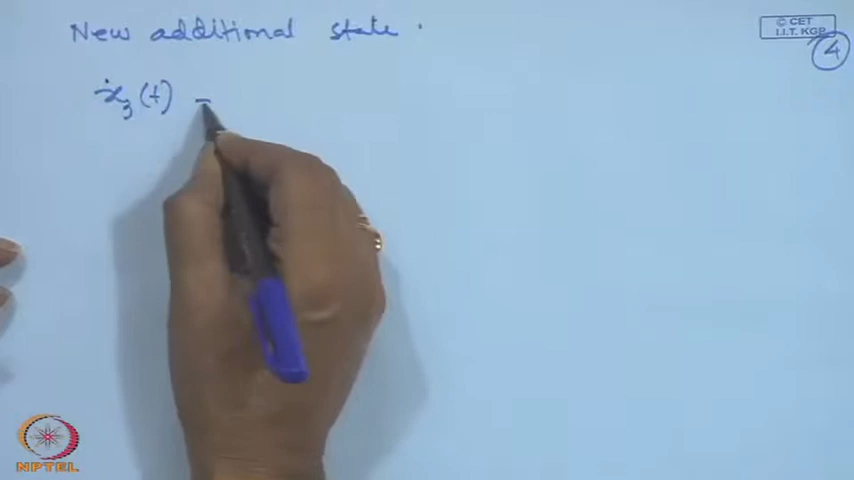 New additional state.
ẋ₃(t) =
© CET
I.I.T. KGP
4
NPTEL